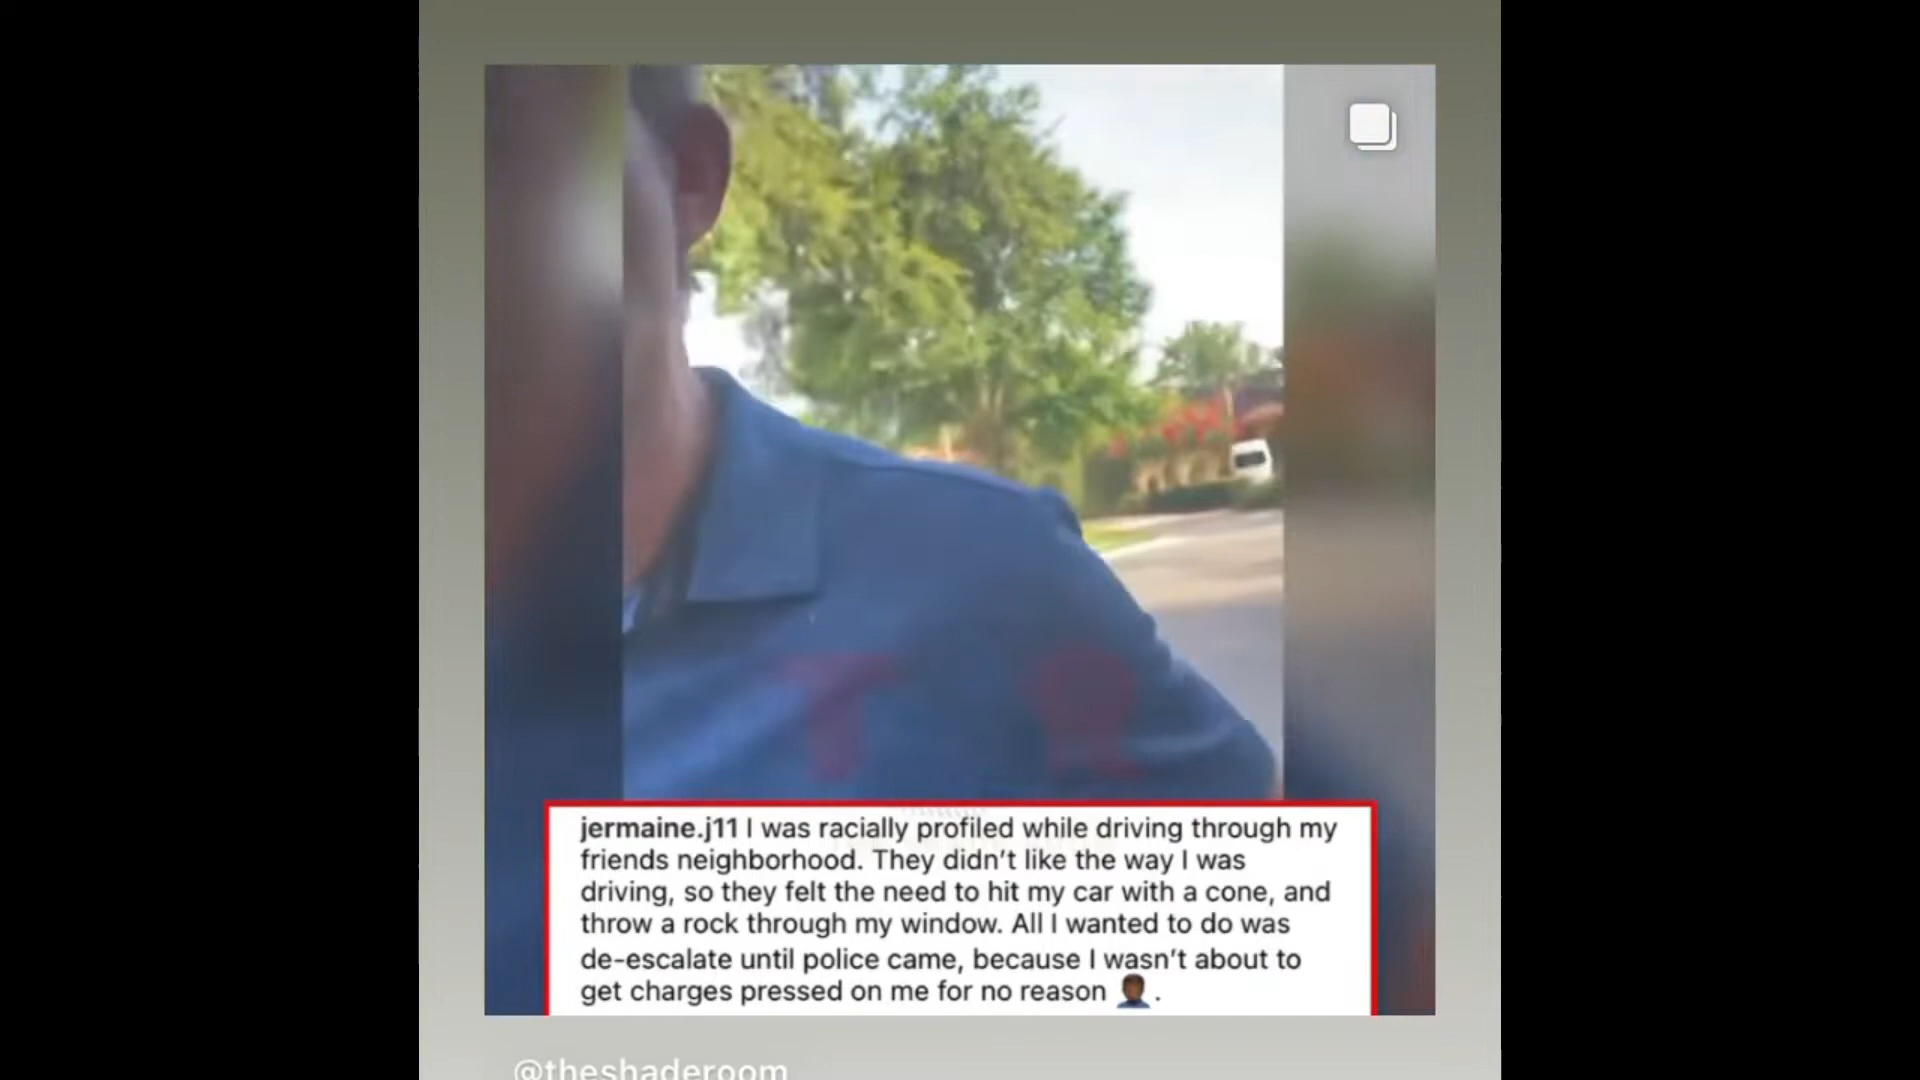 jermaine.j11 I was racially profiled while driving through my
friends neighborhood. They didn't like the way I was
driving, so they felt the need to hit my car with a cone, and
throw a rock through my window. All I wanted to do was
de-escalate until police came, because I wasn't about to
get charges pressed on me for no reason 🤦🏾‍♂️.
@theshaderoom